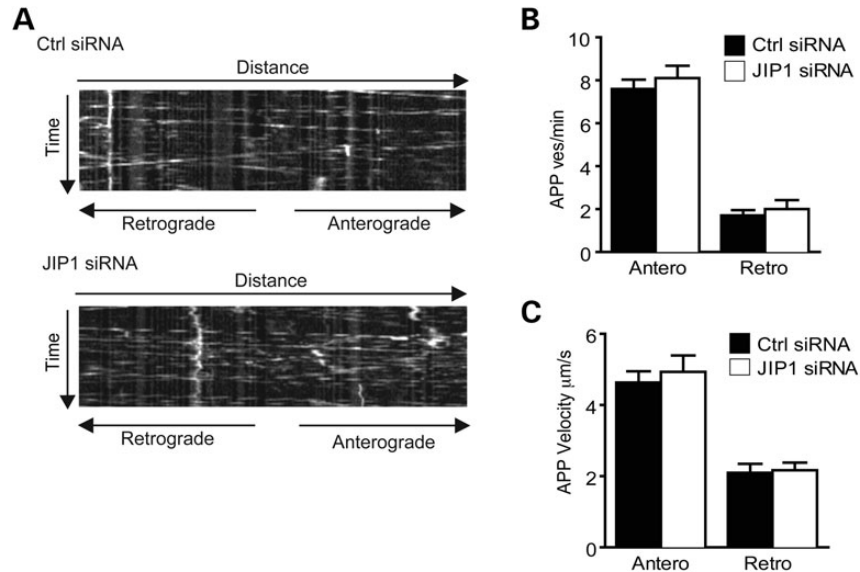 A
Ctrl siRNA
Distance
Time
Retrograde
Anterograde
JIP1 siRNA
Distance
Time
Retrograde
Anterograde
B
Ctrl siRNA
JIP1 siRNA
APP ves/min
10
8
6
4
2
0
Antero
Retro
C
Ctrl siRNA
JIP1 siRNA
APP Velocity μm/s
6
4
2
0
Antero
Retro